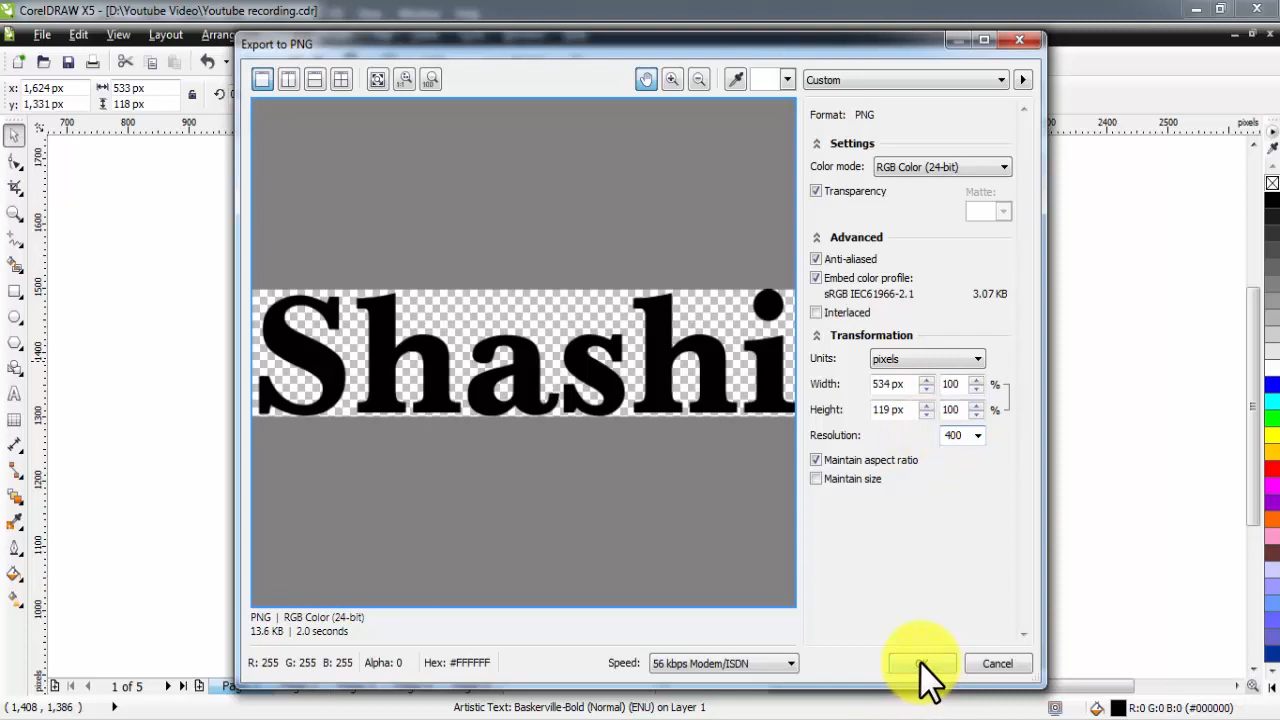 CorelDRAW X5 - [D:\Youtube Video\Youtube recording.cdr]
File Edit View Layout Arrang
Export to PNG
x: 1,624 px 533 px
y: 1,331 px 118 px
Custom
700 800 900 2400 2500 pixels
Format: PNG
Settings
Color mode: RGB Color (24-bit)
Transparency Matte:
Advanced
Anti-aliased
Embed color profile:
sRGB IEC61966-2.1 3.07 KB
Interlaced
Transformation
Units: pixels
Width: 534 px 100 %
Height: 119 px 100 %
Resolution: 400
Maintain aspect ratio
Maintain size
Shashi
1700
1600
1500
1400
1300
1200
1100
1000
pixels
PNG | RGB Color (24-bit)
13.6 KB | 2.0 seconds
R: 255 G: 255 B: 255 Alpha: 0 Hex: #FFFFFF Speed: 56 kbps Modem/ISDN Cancel
1 of 5
( 1,408 , 1,386 ) Artistic Text: Baskerville-Bold (Normal) (ENU) on Layer 1 R:0 G:0 B:0 (#000000)